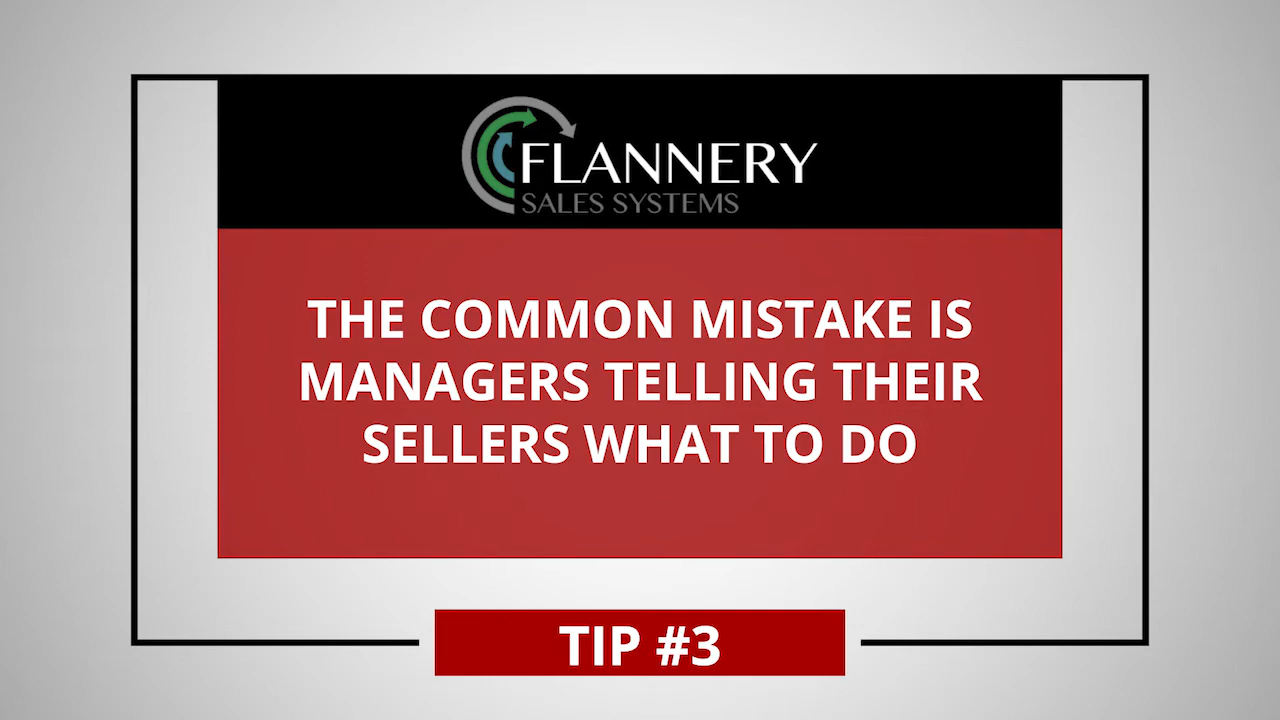 FLANNERY
SALES SYSTEMS
THE COMMON MISTAKE IS
MANAGERS TELLING THEIR
SELLERS WHAT TO DO
TIP #3